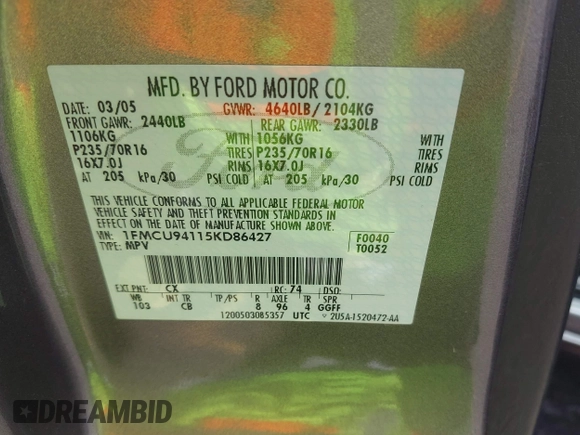 MFD. BY FORD MOTOR CO.
DATE: 03/05 GVWR: 4640LB/ 2104KG
FRONT GAWR: 2440LB REAR GAWR: 2330LB
1106KG WITH 1056KG WITH
P235/70R16 TIRES P235/70R16 TIRES
16X7.0J RIMS 16X7.0J RIMS
AT 205 kPa/30 PSI COLD AT 205 kPa/30 PSI COLD
THIS VEHICLE CONFORMS TO ALL APPLICABLE FEDERAL MOTOR
VEHICLE SAFETY AND THEFT PREVENTION STANDARDS IN
EFFECT ON THE DATE OF MANUFACTURE SHOWN ABOVE.
VIN: 1FMCU94115KD86427 F0040
TYPE: MPV T0052
EXT PNT: CX RC: 74 DSO:
WB INT TR TP/PS R AXLE TR SPR
103 CB 8 96 4 GGFF
1200503085357 UTC 2U5A-1520472-AA
Ford
DREAMBID